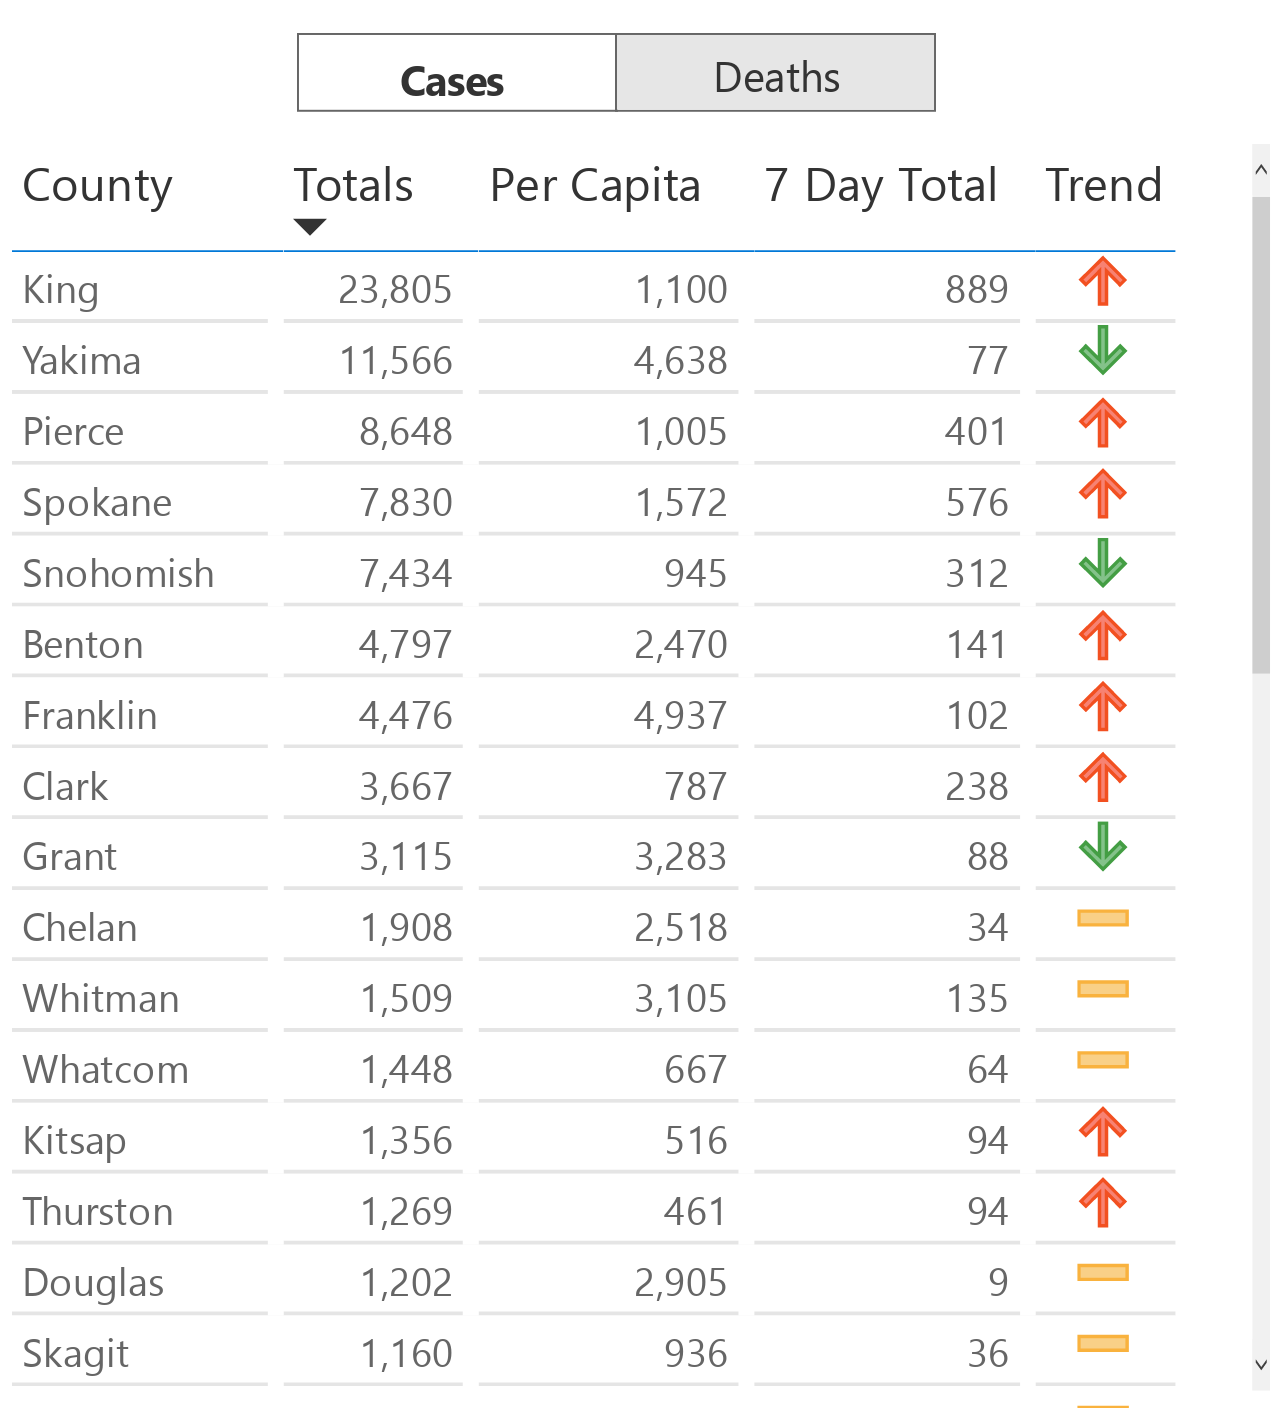 Cases Deaths
County Totals Per Capita 7 Day Total Trend
King 23,805 1,100 889
Yakima 11,566 4,638 77
Pierce 8,648 1,005 401
Spokane 7,830 1,572 576
Snohomish 7,434 945 312
Benton 4,797 2,470 141
Franklin 4,476 4,937 102
Clark 3,667 787 238
Grant 3,115 3,283 88
Chelan 1,908 2,518 34
Whitman 1,509 3,105 135
Whatcom 1,448 667 64
Kitsap 1,356 516 94
Thurston 1,269 461 94
Douglas 1,202 2,905 9
Skagit 1,160 936 36